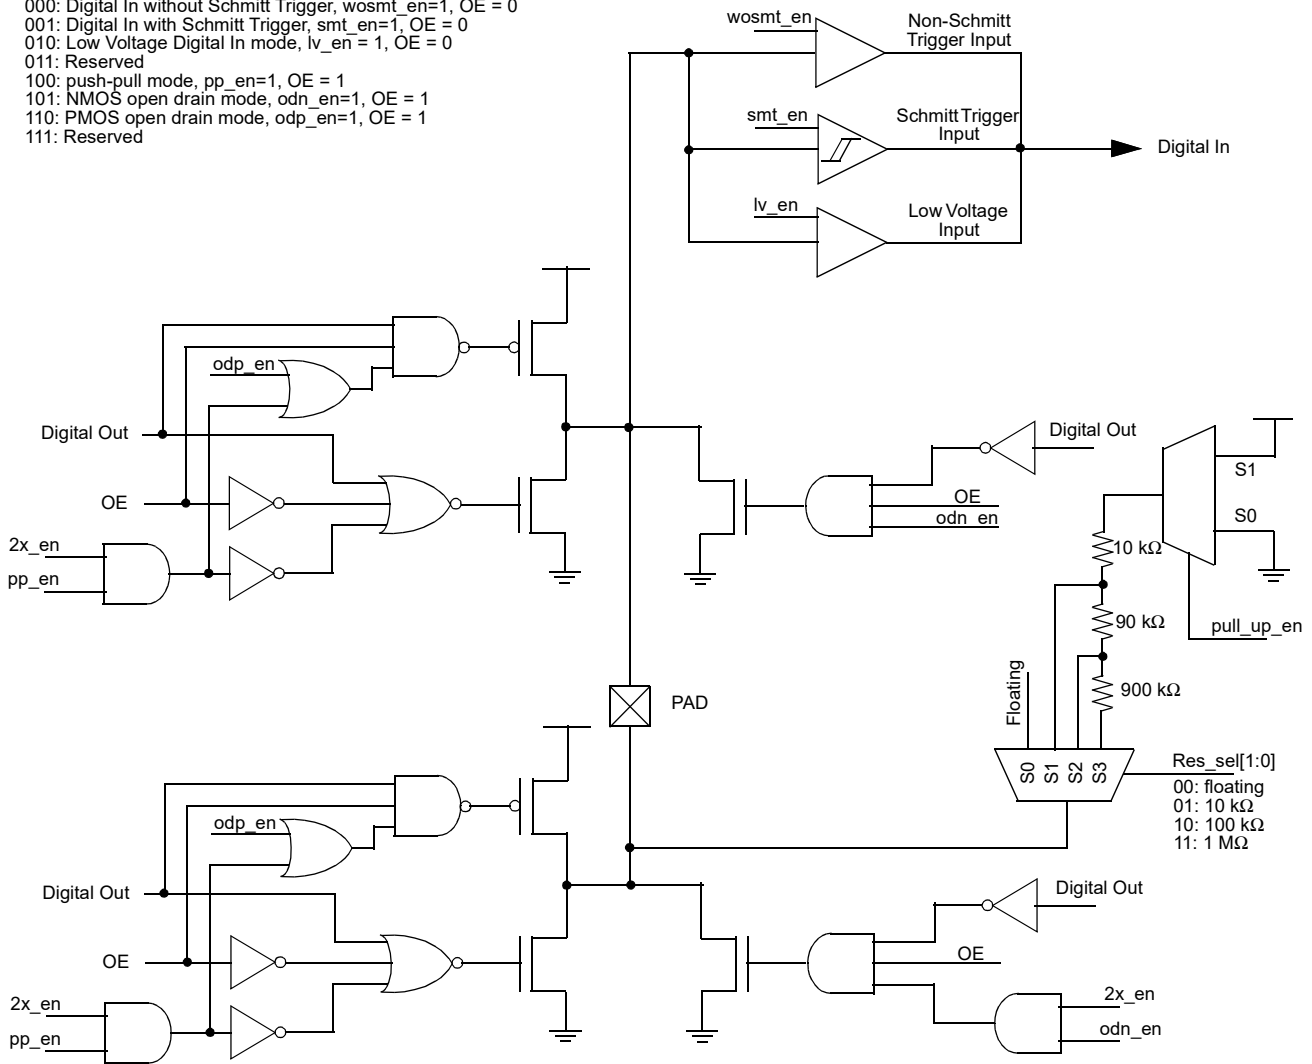 000: Digital In without Schmitt Trigger, wosmt_en=1, OE = 0
001: Digital In with Schmitt Trigger, smt_en=1, OE = 0
010: Low Voltage Digital In mode, lv_en = 1, OE = 0
011: Reserved
100: push-pull mode, pp_en=1, OE = 1
101: NMOS open drain mode, odn_en=1, OE = 1
110: PMOS open drain mode, odp_en=1, OE = 1
111: Reserved
wosmt_en
Non-Schmitt
Trigger Input
smt_en
Schmitt Trigger
Input
Digital In
lv_en
Low Voltage
Input
odp_en
Digital Out
OE
2x_en
pp_en
Digital Out
OE
odn_en
S1
S0
10 kΩ
90 kΩ
pull_up_en
900 kΩ
Floating
PAD
S0
S1
S2
S3
Res_sel[1:0]
00: floating
01: 10 kΩ
10: 100 kΩ
11: 1 MΩ
odp_en
Digital Out
OE
2x_en
pp_en
Digital Out
OE
2x_en
odn_en